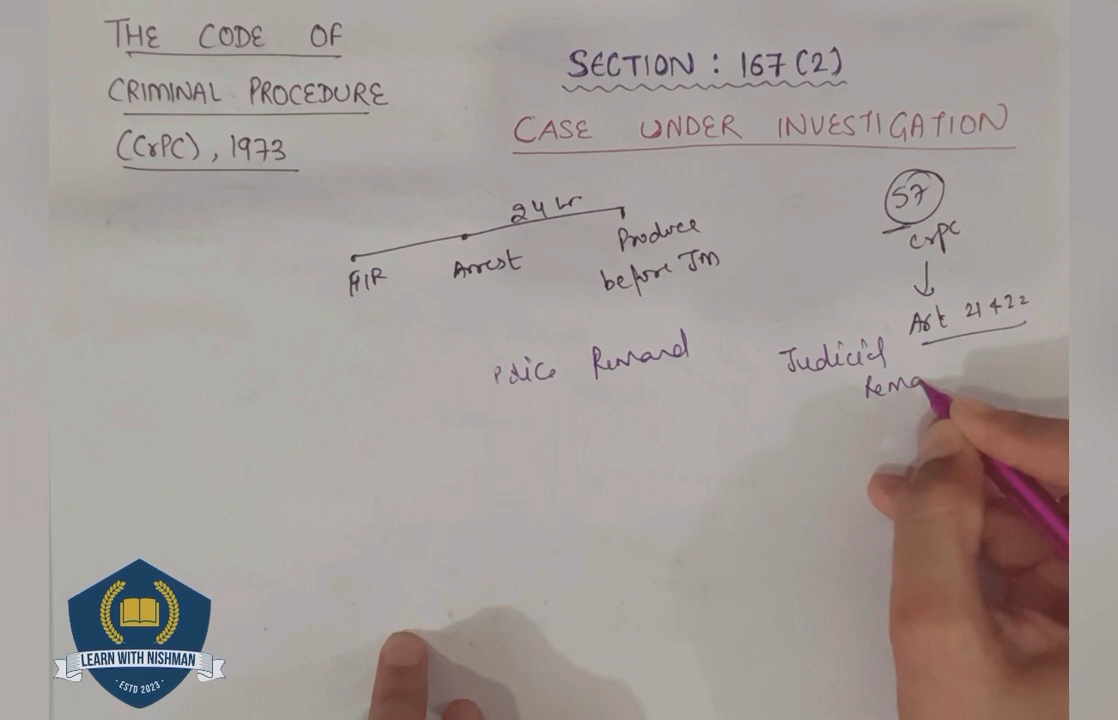 THE CODE OF
CRIMINAL PROCEDURE
(CrPC), 1973
SECTION : 167(2)
CASE UNDER INVESTIGATION
24 hr
FIR
Arrest
Produce
before JM
57
CrPC
Art 21 & 22
Police Remand
Judicial
Rema
LEARN WITH NISHMAN
· ESTD 2023 ·